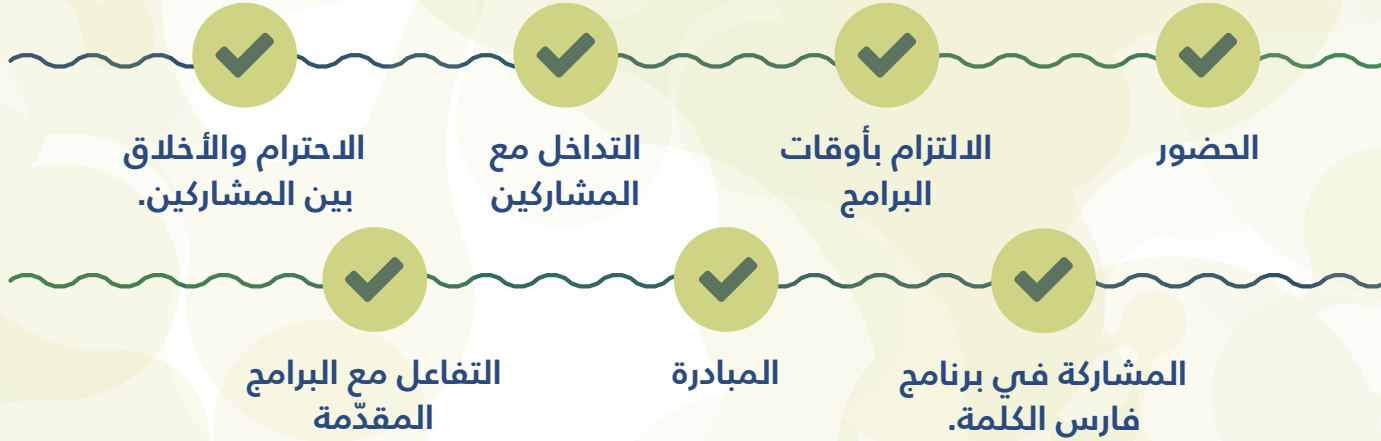 الحضور
الالتزام بأوقات
البرامج
التداخل مع
المشاركين
الاحترام والأخلاق
بين المشاركين.
المشاركة في برنامج
فارس الكلمة.
المبادرة
التفاعل مع البرامج
المقدّمة